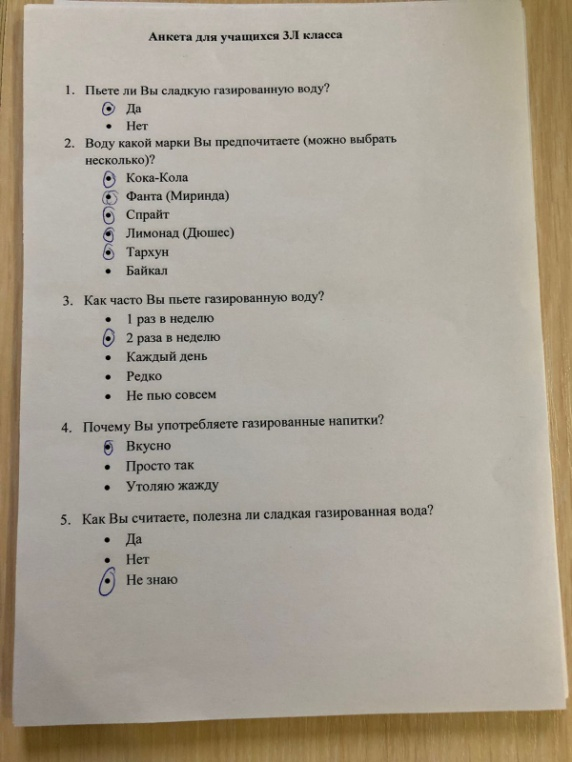 Анкета для учащихся 3Л класса
1. Пьете ли Вы сладкую газированную воду?
• Да
• Нет
2. Воду какой марки Вы предпочитаете (можно выбрать
несколько)?
• Кока-Кола
• Фанта (Миринда)
• Спрайт
• Лимонад (Дюшес)
• Тархун
• Байкал
3. Как часто Вы пьете газированную воду?
• 1 раз в неделю
• 2 раза в неделю
• Каждый день
• Редко
• Не пью совсем
4. Почему Вы употребляете газированные напитки?
• Вкусно
• Просто так
• Утоляю жажду
5. Как Вы считаете, полезна ли сладкая газированная вода?
• Да
• Нет
• Не знаю